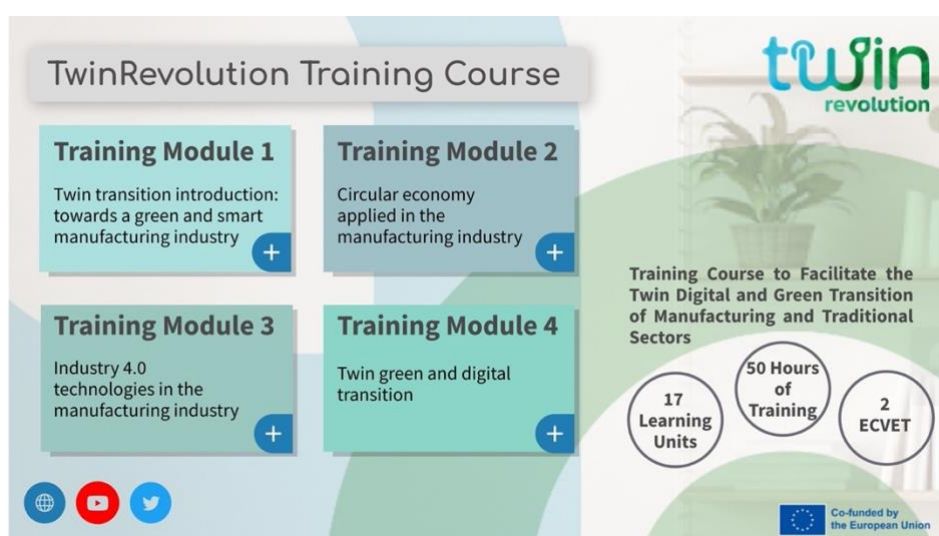 TwinRevolution Training Course
twin
revolution
Training Module 1
Twin transition introduction:
towards a green and smart
manufacturing industry
+
Training Module 2
Circular economy
applied in the
manufacturing industry
+
Training Module 3
Industry 4.0
technologies in the
manufacturing industry
+
Training Module 4
Twin green and digital
transition
+
Training Course to Facilitate the
Twin Digital and Green Transition
of Manufacturing and Traditional
Sectors
17
Learning
Units
50 Hours
of
Training
2
ECVET
Co-funded by
the European Union